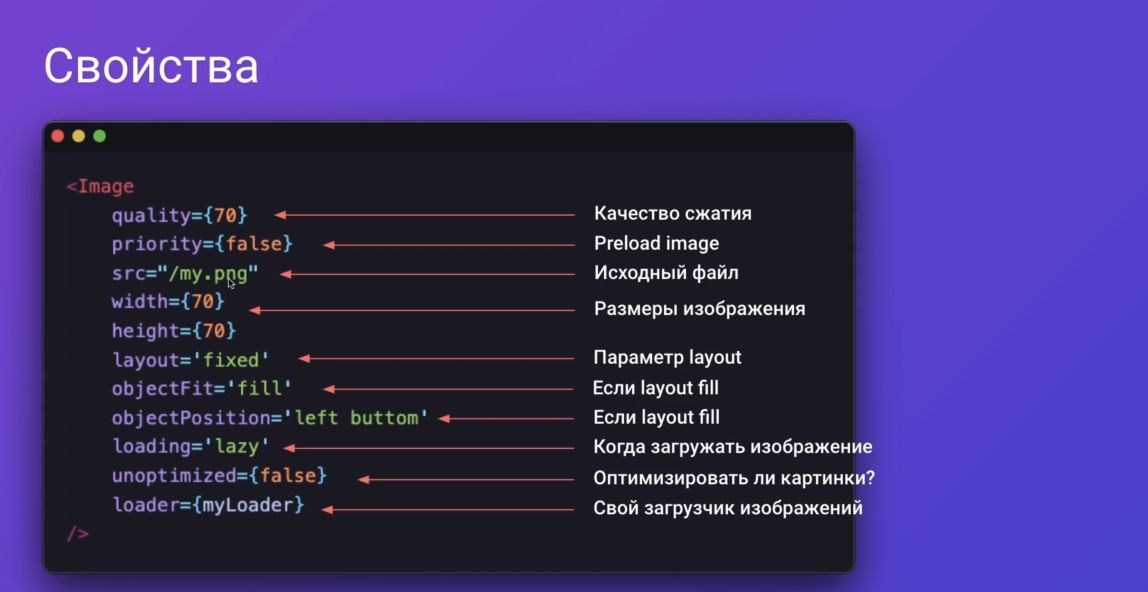 Свойства
<Image
quality={70} Качество сжатия
priority={false} Preload image
src="/my.png" Исходный файл
width={70} Размеры изображения
height={70}
layout='fixed' Параметр layout
objectFit='fill' Если layout fill
objectPosition='left buttom' Если layout fill
loading='lazy' Когда загружать изображение
unoptimized={false} Оптимизировать ли картинки?
loader={myLoader} Свой загрузчик изображений
/>